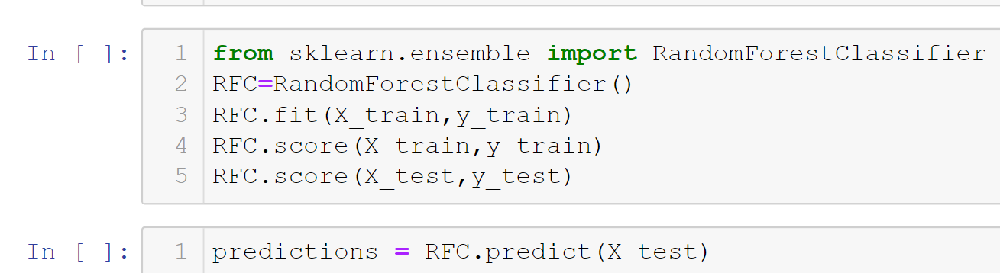 In [ ]:
1 from sklearn.ensemble import RandomForestClassifier
2 RFC=RandomForestClassifier()
3 RFC.fit(X_train,y_train)
4 RFC.score(X_train,y_train)
5 RFC.score(X_test,y_test)
In [ ]:
1 predictions = RFC.predict(X_test)